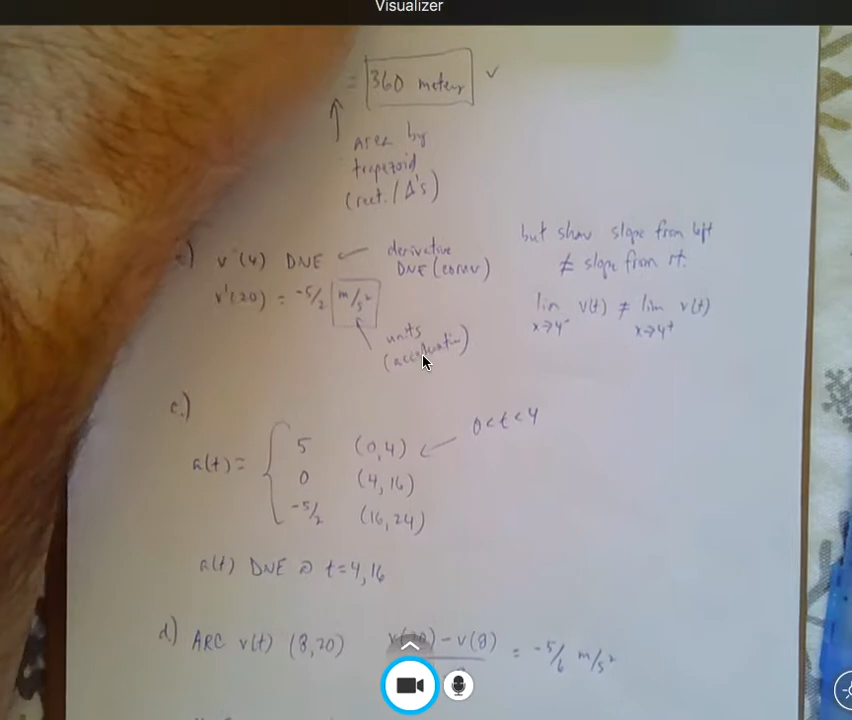 Visualizer
= 360 meters ✓
area by
trapezoid
(rect./Δ's)
) v'(4) DNE ← derivative
DNE (corner)
v'(20) = -5/2 m/s²
units
(acceleration)
but show slope from left
≠ slope from rt.
lim v(t) ≠ lim v(t)
x→4⁻ x→4⁺
c.)
a(t) = { 5 (0,4) ← 0<t<4
0 (4,16)
-5/2 (16,24)
a(t) DNE @ t=4,16
d.) ARC v(t) (8,20) v(20) - v(8) = -5/6 m/s²